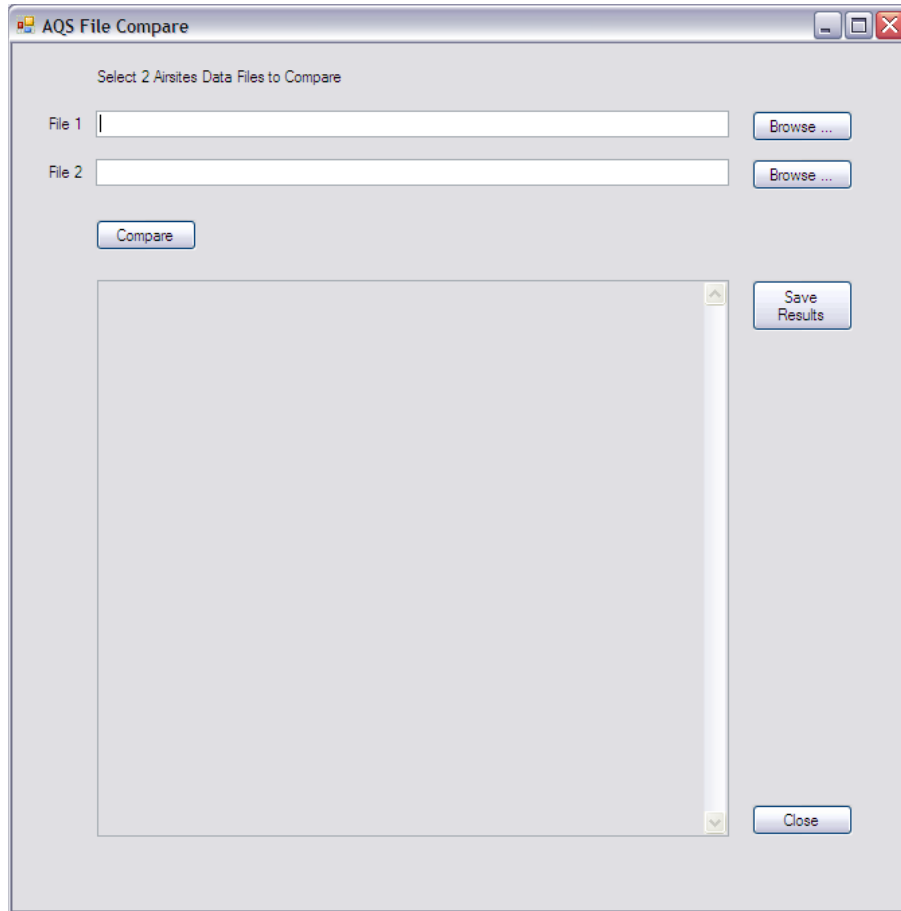 AQS File Compare
Select 2 Airsites Data Files to Compare
File 1
Browse ...
File 2
Browse ...
Compare
Save
Results
Close